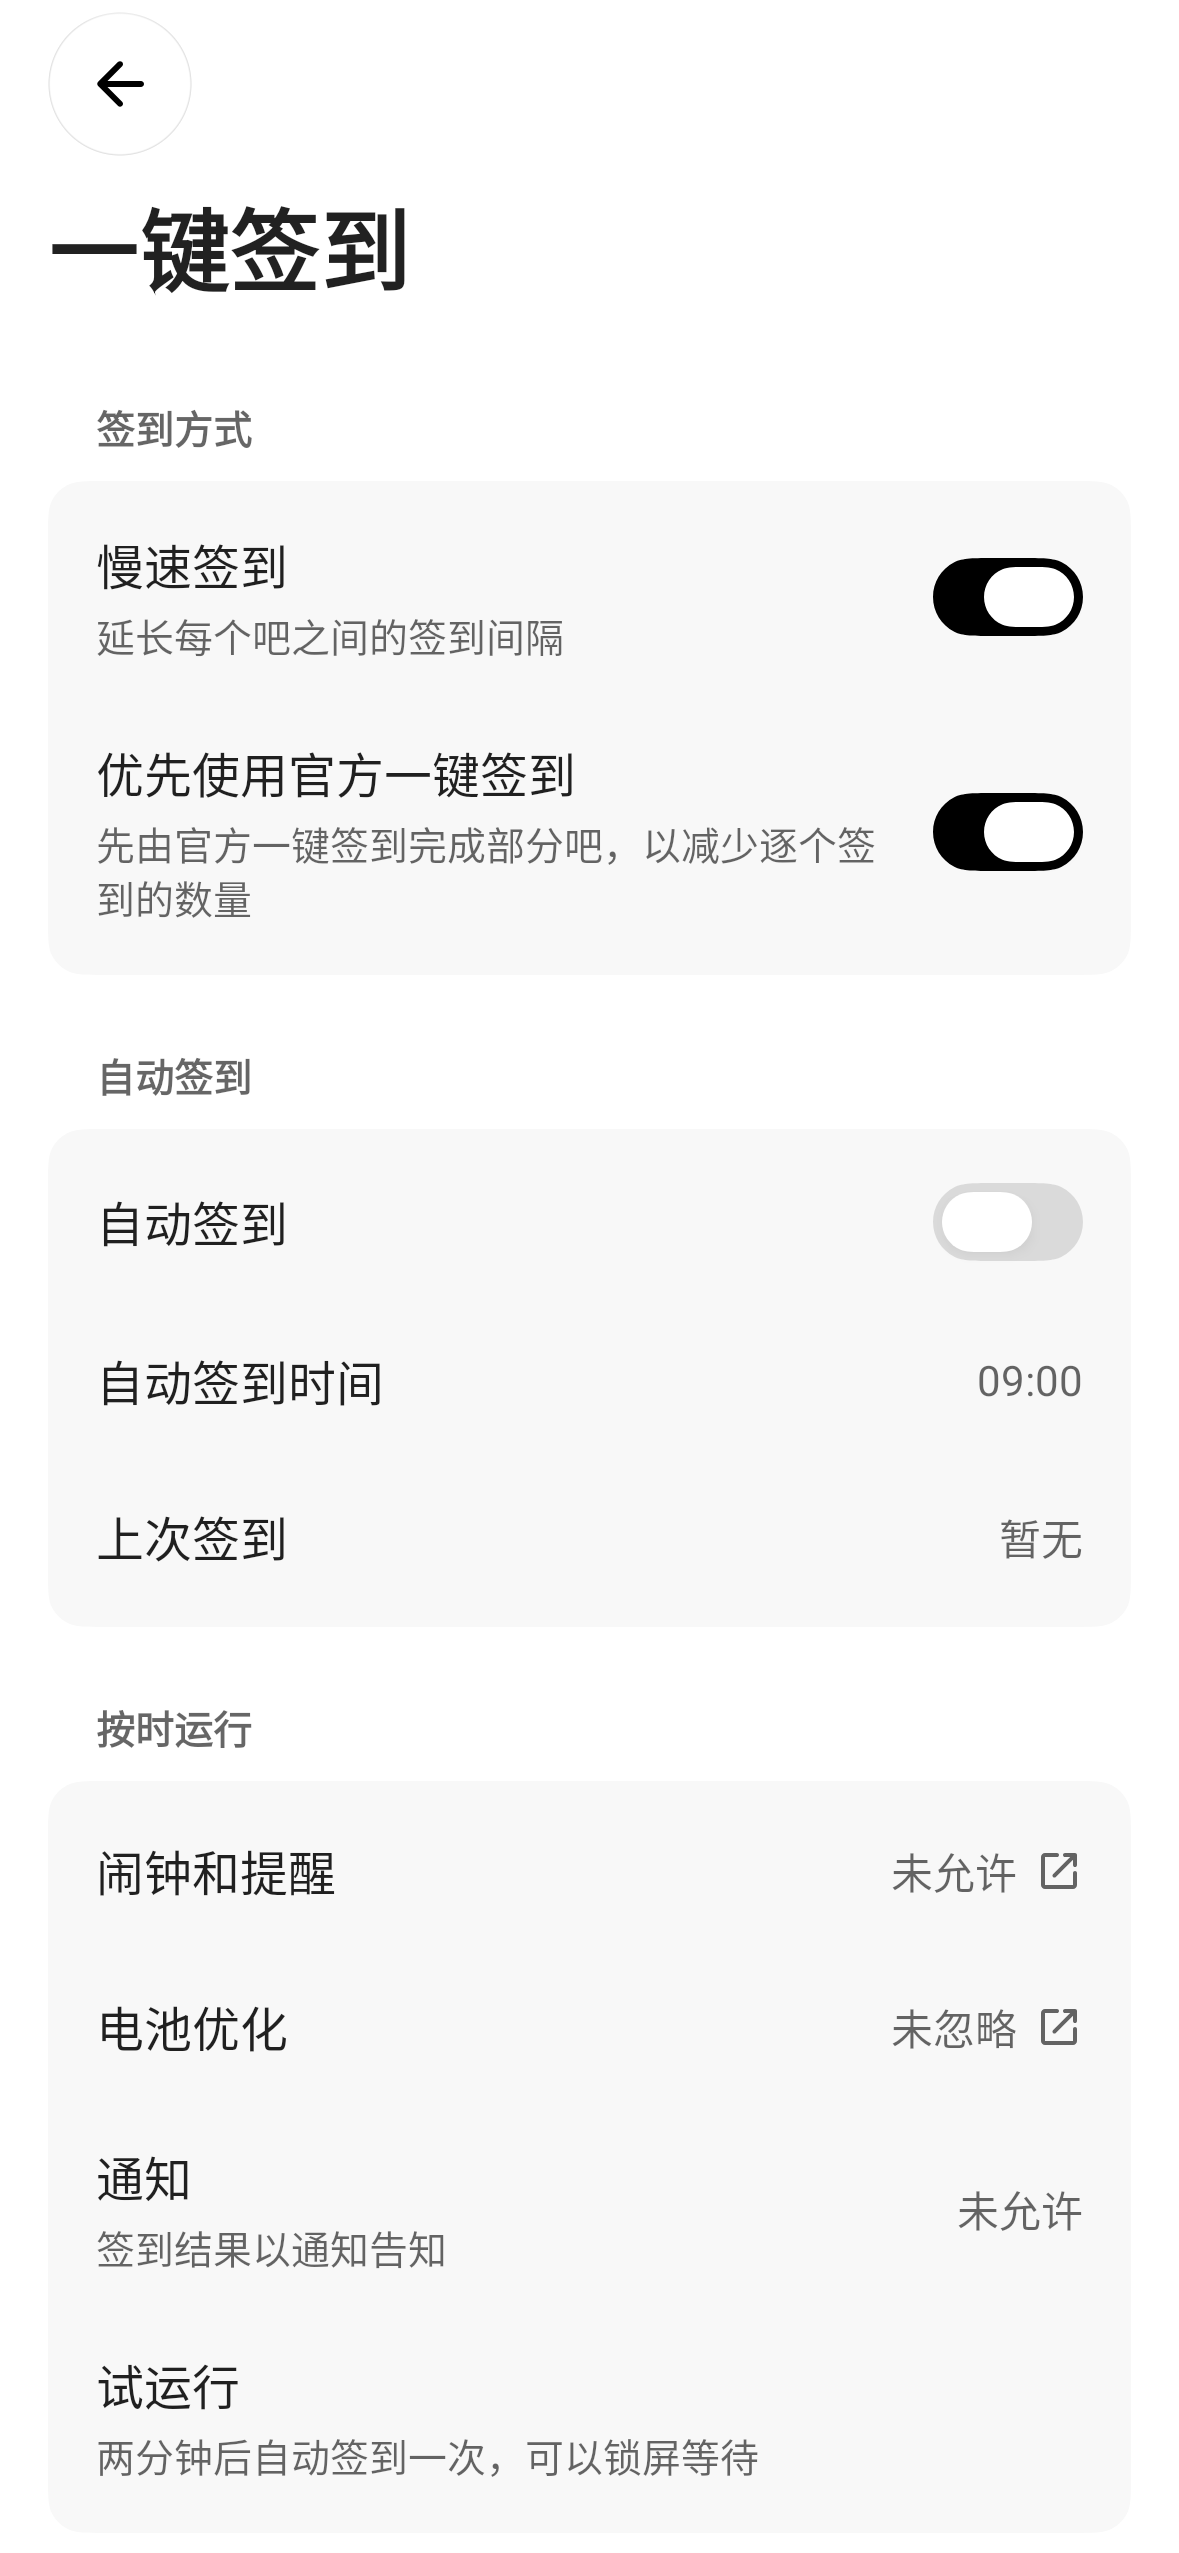 一键签到
签到方式
慢速签到
延长每个吧之间的签到间隔
优先使用官方一键签到
先由官方一键签到完成部分吧，以减少逐个签
到的数量
自动签到
自动签到
自动签到时间
09:00
上次签到
暂无
按时运行
闹钟和提醒
未允许
电池优化
未忽略
通知
签到结果以通知告知
未允许
试运行
两分钟后自动签到一次，可以锁屏等待